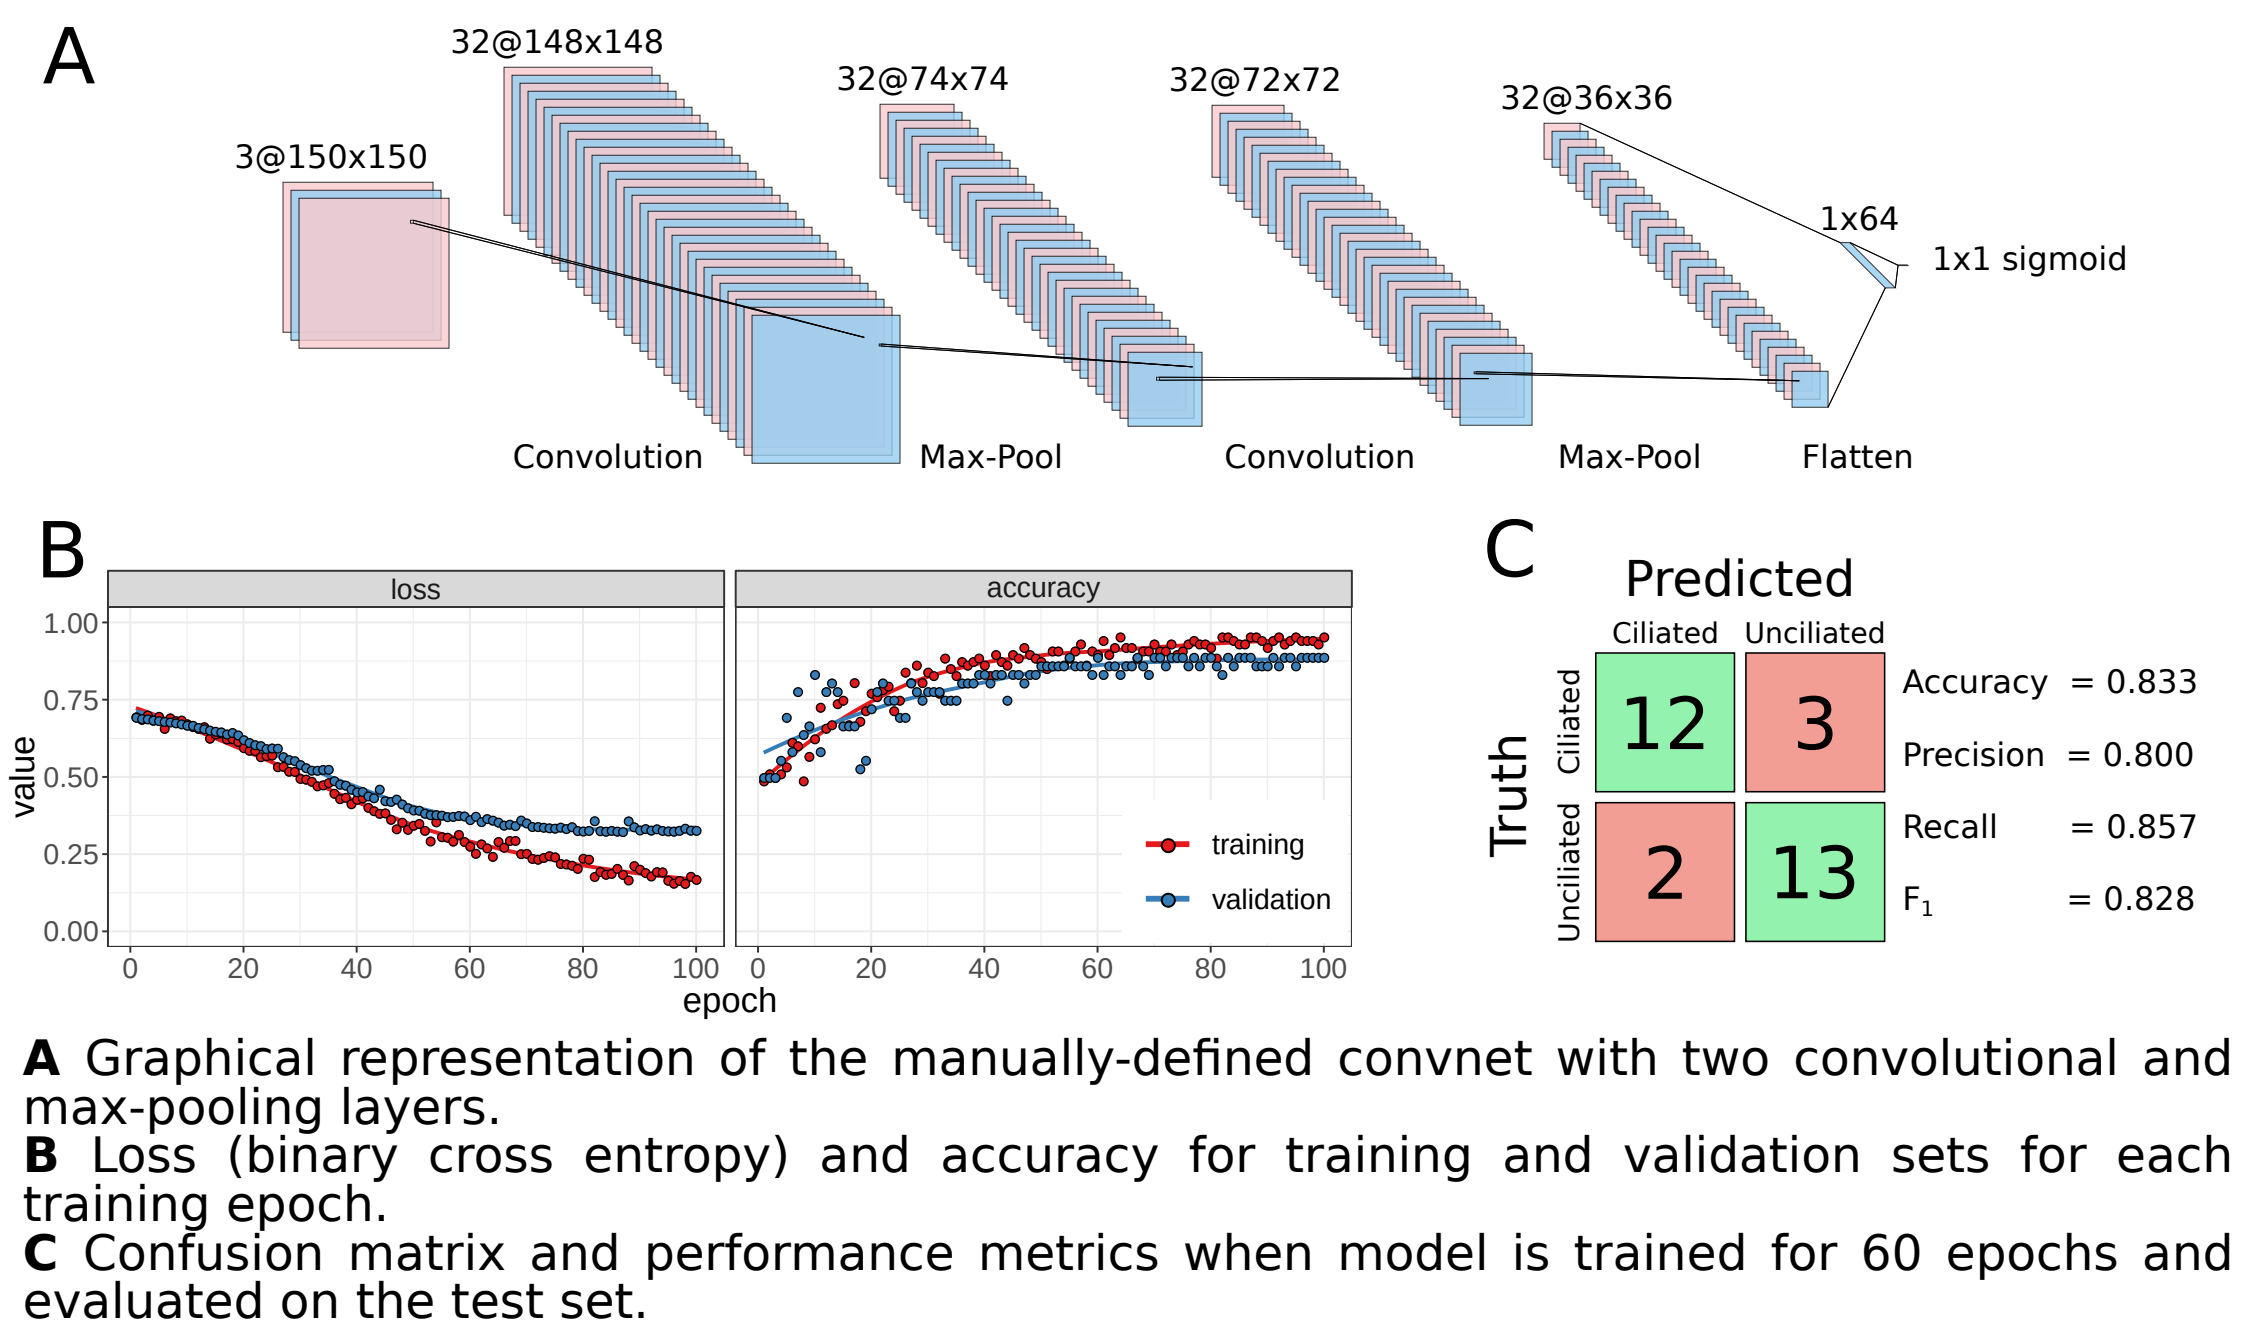 A
32@148x148
32@74x74
32@72x72
32@36x36
3@150x150
1x64
1x1 sigmoid
Convolution
Max-Pool
Convolution
Max-Pool
Flatten
B
loss
accuracy
1.00
0.75
0.50
0.25
0.00
value
0 20 40 60 80 100
0 20 40 60 80 100
epoch
training
validation
C
Predicted
Ciliated Unciliated
Truth
Ciliated
Unciliated
12 3
2 13
Accuracy = 0.833
Precision = 0.800
Recall = 0.857
F1 = 0.828
A Graphical representation of the manually-defined convnet with two convolutional and
max-pooling layers.
B Loss (binary cross entropy) and accuracy for training and validation sets for each
training epoch.
C Confusion matrix and performance metrics when model is trained for 60 epochs and
evaluated on the test set.